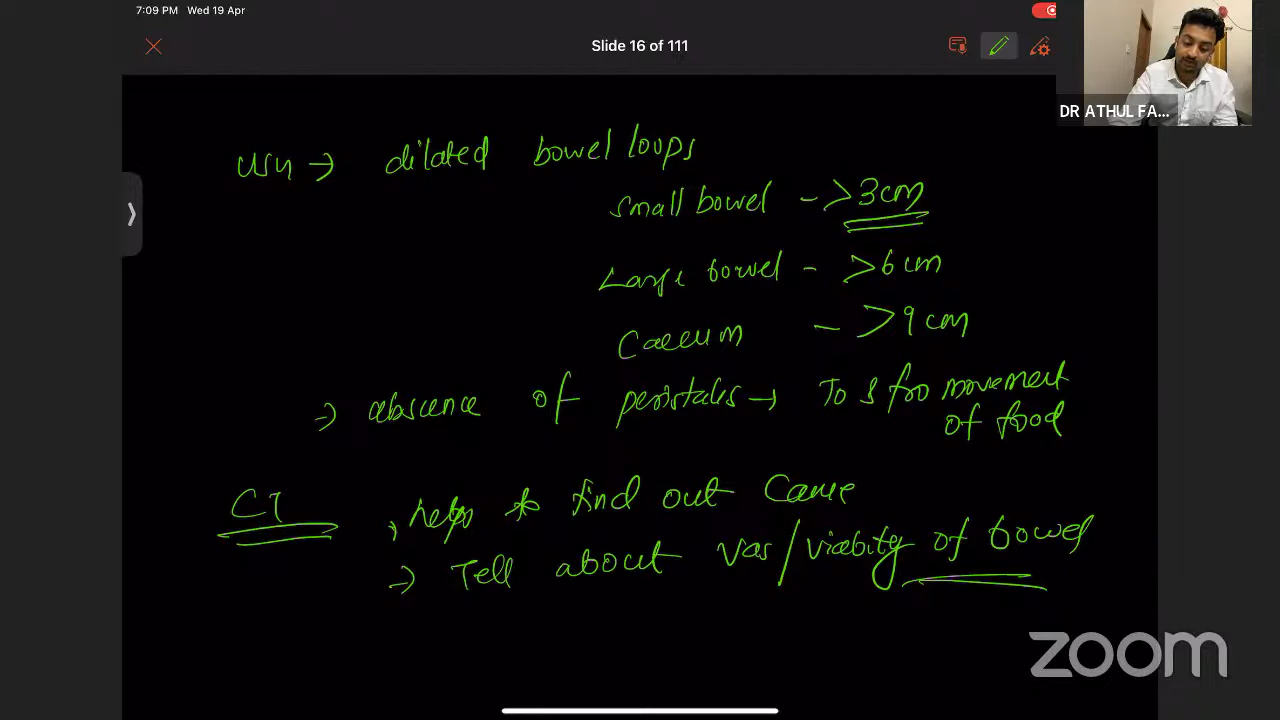 7:09 PM Wed 19 Apr
Slide 16 of 111
DR ATHUL FA...
USG → dilated bowel loops
Small bowel - >3cm
Large bowel - >6cm
Caecum - >9cm
→ abscence of peristalsis → To & fro movement
of food
CT → helps to find out cause
→ Tell about Vas/viabity of bowel
zoom